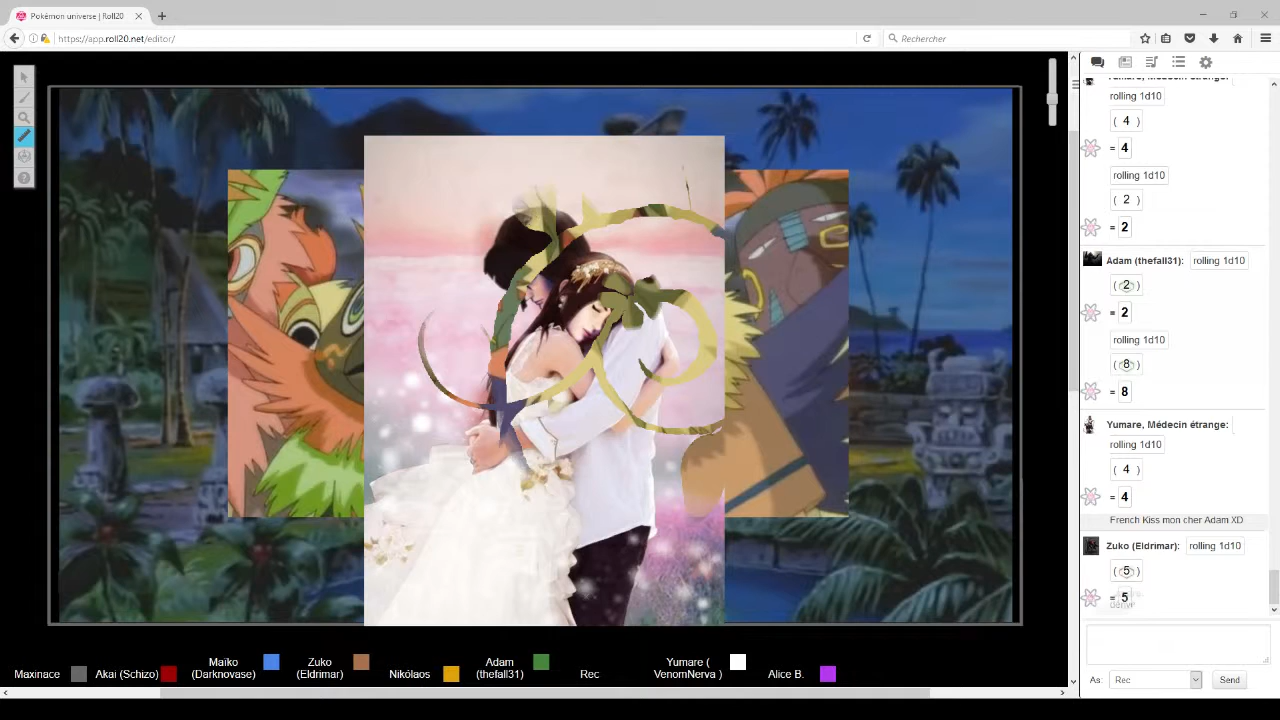 Pokémon universe | Roll20
https://app.roll20.net/editor/
Rechercher
Yumare, Médecin étrange:
rolling 1d10
( 4 )
= 4
rolling 1d10
( 2 )
= 2
Adam (thefall31): rolling 1d10
( 2 )
= 2
rolling 1d10
( 8 )
= 8
Yumare, Médecin étrange:
rolling 1d10
( 4 )
= 4
French Kiss mon cher Adam XD
Zuko (Eldrimar): rolling 1d10
( 5 )
= 5
As: Rec Send
Maxinace
Akai (Schizo)
Maïko
(Darknovase)
Zuko
(Eldrimar)
Nikólaos
Adam
(thefall31)
Rec
Yumare (
VenomNerva )
Alice B.